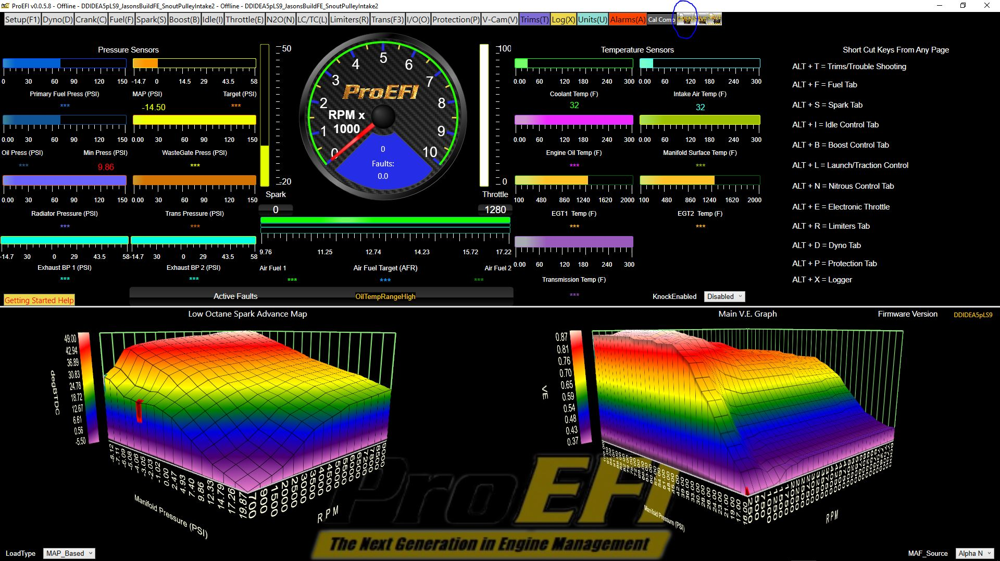 ProEFI v0.0.5.8 - Offline - DDIDEA5pLS9_JasonsBuildFE_SnoutPulleyIntake2 - Offline - DDIDEA5pLS9_JasonsBuildFE_SnoutPulleyIntake2
Setup(F1) Dyno(D) Crank(C) Fuel(F) Spark(S) Boost(B) Idle(I) Throttle(E) N2O(N) LC/TC(L) Limiters(R) Trans(F3) I/O(O) Protection(P) V-Cam(V) Trims(T) Log(X) Units(U) Alarms(A) Cal Comp OPEN SAVE SAVE
Pressure Sensors
0 30 60 90 120 150
Primary Fuel Press (PSI)
***
-14.7 0 14.5 29 43.5 58
MAP (PSI) Target (PSI)
-14.50 ***
0.00 30 60 90 120 150
Oil Press (PSI) Min Press (PSI)
*** 9.86
0.00 30 60 90 120 150
WasteGate Press (PSI)
***
0.00 30 60 90 120 150
Radiator Pressure (PSI)
***
0.00 30 60 90 120 150
Trans Pressure (PSI)
***
-14.7 30 0 29 43.5 58
Exhaust BP 1 (PSI)
***
-14.7 30 0 29 43.5 58
Exhaust BP 2 (PSI)
***
50
-20
Spark
0
0 1 2 3 4 5 6 7 8 9 10
ProEFI
RPM x
1000
0
Faults:
0.0
100
0
Throttle
1280
9.76 11.25 12.74 14.23 15.72 17.22
Air Fuel 1 Air Fuel Target (AFR) Air Fuel 2
*** *** ***
Temperature Sensors
0.00 60 120 180 240 300
Coolant Temp (F)
32
0.00 60 120 180 240 300
Intake Air Temp (F)
32
0.00 60 120 180 240 300
Engine Oil Temp (F)
***
0.00 60 120 180 240 300
Manifold Surface Temp (F)
***
100 480 860 1240 1620 2000
EGT1 Temp (F)
***
100 480 860 1240 1620 2000
EGT2 Temp (F)
***
0.00 60 120 180 240 300
Transmission Temp (F)
***
KnockEnabled Disabled
Short Cut Keys From Any Page
ALT + T = Trims/Trouble Shooting
ALT + F = Fuel Tab
ALT + S = Spark Tab
ALT + I = Idle Control Tab
ALT + B = Boost Control Tab
ALT + L = Launch/Traction Control
ALT + N = Nitrous Control Tab
ALT + E = Electronic Throttle
ALT + R = Limiters Tab
ALT + D = Dyno Tab
ALT + P = Protection Tab
ALT + X = Logger
Getting Started Help
Active Faults OilTempRangeHigh
Low Octane Spark Advance Map
49.00
42.94
36.89
30.83
24.78
18.72
12.67
6.61
0.56
-5.50
degBTDC
-8.12 -7.11 -6.09 -5.08 -4.06 -3.05 -2.03 -1.02 0.00 2.47 4.93 7.40 9.86 12.33 14.79 17.26 19.87
Manifold Pressure (PSI)
700 900 1500 2000 2500 3000 3500 4000 4500 5000 5500 6000 6500 7200 7800 8500 9000
RPM
Main V.E. Graph
Firmware Version DDIDEA5pLS9
0.87
0.81
0.76
0.70
0.65
0.59
0.54
0.48
0.43
0.37
VE
Manifold Pressure (PSI)
RPM
ProEFI
The Next Generation in Engine Management
LoadType MAP_Based
MAF_Source Alpha N